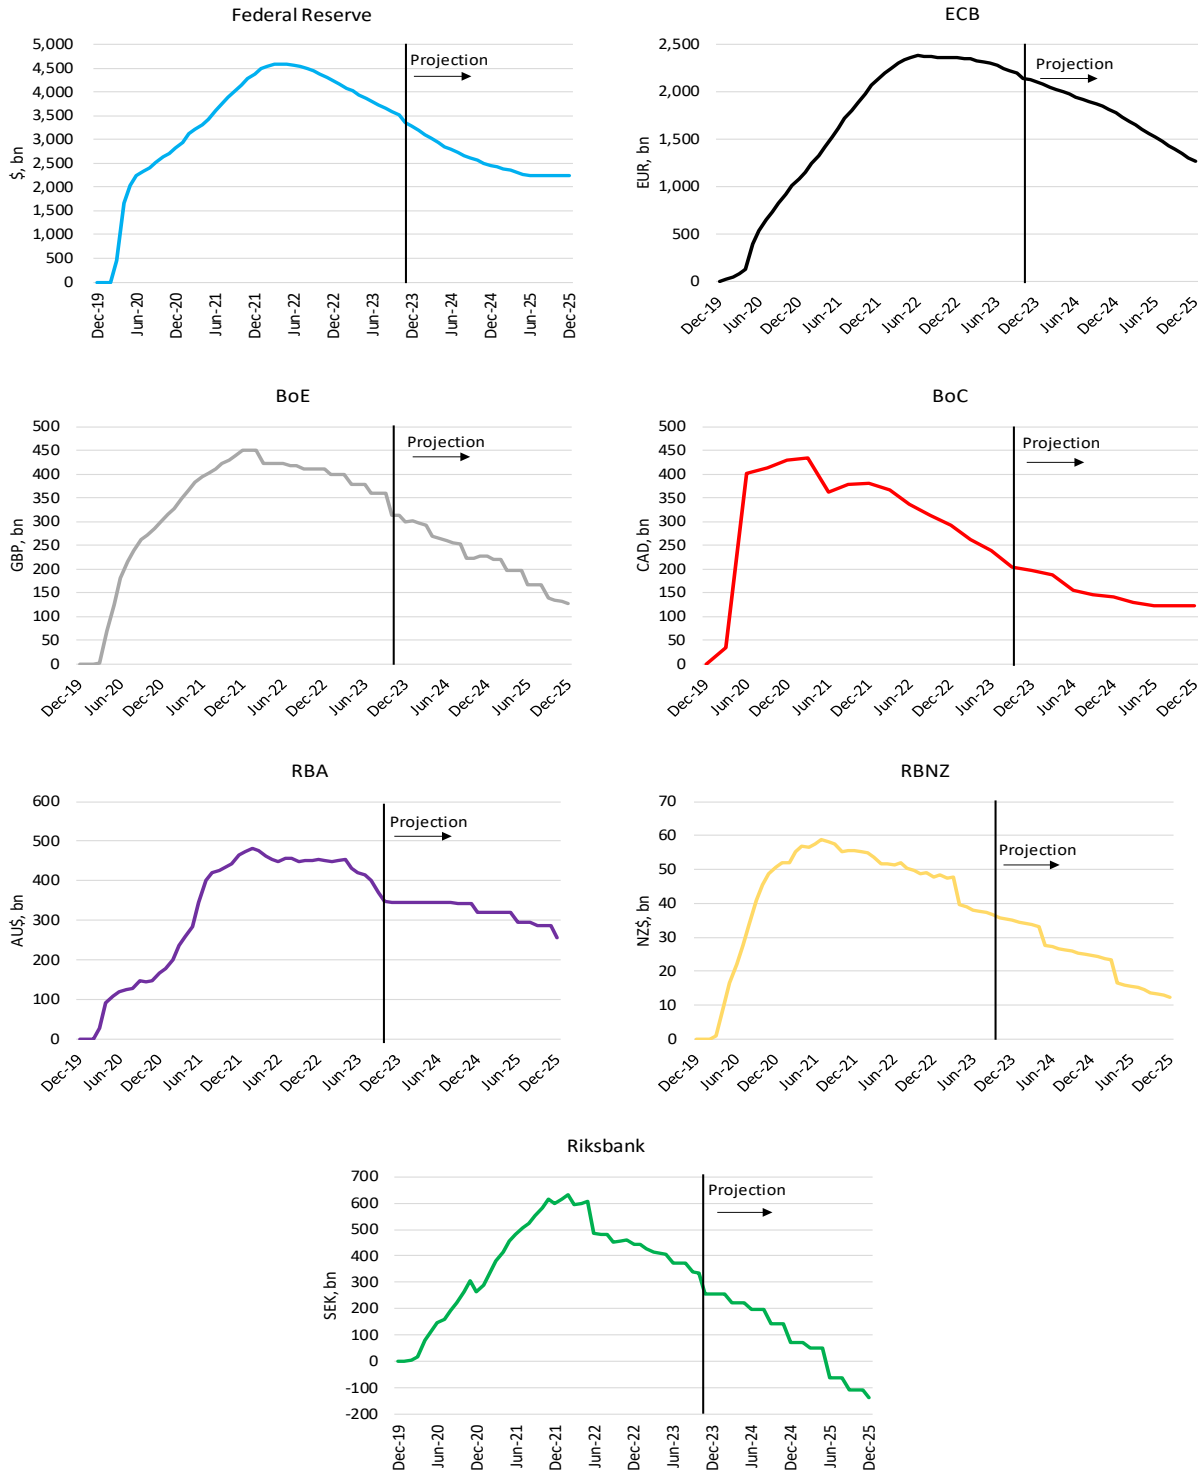 Federal Reserve
5,000
4,500
4,000
3,500
3,000
2,500
2,000
1,500
1,000
500
0
$, bn
Projection
Dec-19
Jun-20
Dec-20
Jun-21
Dec-21
Jun-22
Dec-22
Jun-23
Dec-23
Jun-24
Dec-24
Jun-25
Dec-25
ECB
2,500
2,000
1,500
1,000
500
0
EUR, bn
Projection
Dec-19
Jun-20
Dec-20
Jun-21
Dec-21
Jun-22
Dec-22
Jun-23
Dec-23
Jun-24
Dec-24
Jun-25
Dec-25
BoE
500
450
400
350
300
250
200
150
100
50
0
GBP, bn
Projection
Dec-19
Jun-20
Dec-20
Jun-21
Dec-21
Jun-22
Dec-22
Jun-23
Dec-23
Jun-24
Dec-24
Jun-25
Dec-25
BoC
500
450
400
350
300
250
200
150
100
50
0
CAD, bn
Projection
Dec-19
Jun-20
Dec-20
Jun-21
Dec-21
Jun-22
Dec-22
Jun-23
Dec-23
Jun-24
Dec-24
Jun-25
Dec-25
RBA
600
500
400
300
200
100
0
AU$, bn
Projection
Dec-19
Jun-20
Dec-20
Jun-21
Dec-21
Jun-22
Dec-22
Jun-23
Dec-23
Jun-24
Dec-24
Jun-25
Dec-25
RBNZ
70
60
50
40
30
20
10
0
NZ$, bn
Projection
Dec-19
Jun-20
Dec-20
Jun-21
Dec-21
Jun-22
Dec-22
Jun-23
Dec-23
Jun-24
Dec-24
Jun-25
Dec-25
Riksbank
700
600
500
400
300
200
100
0
-100
-200
SEK, bn
Projection
Dec-19
Jun-20
Dec-20
Jun-21
Dec-21
Jun-22
Dec-22
Jun-23
Dec-23
Jun-24
Dec-24
Jun-25
Dec-25